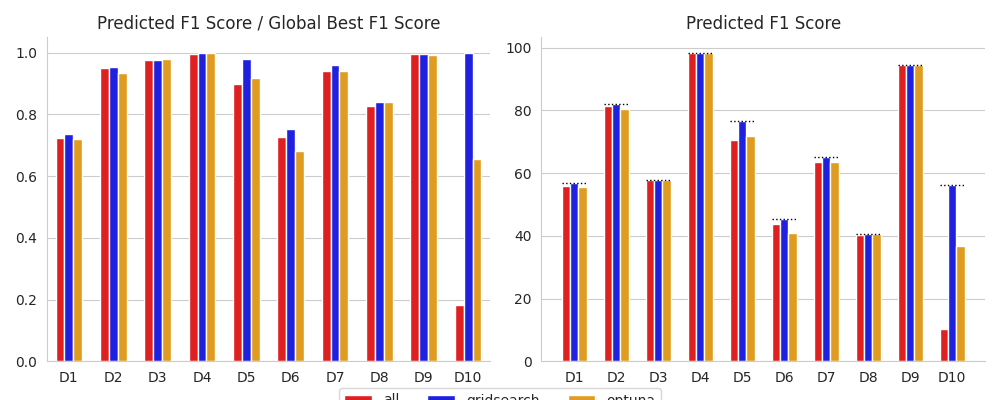 Predicted F1 Score / Global Best F1 Score
1.0
0.8
0.6
0.4
0.2
0.0
D1 D2 D3 D4 D5 D6 D7 D8 D9 D10
Predicted F1 Score
100
80
60
40
20
0
D1 D2 D3 D4 D5 D6 D7 D8 D9 D10
all gridsearch optuna